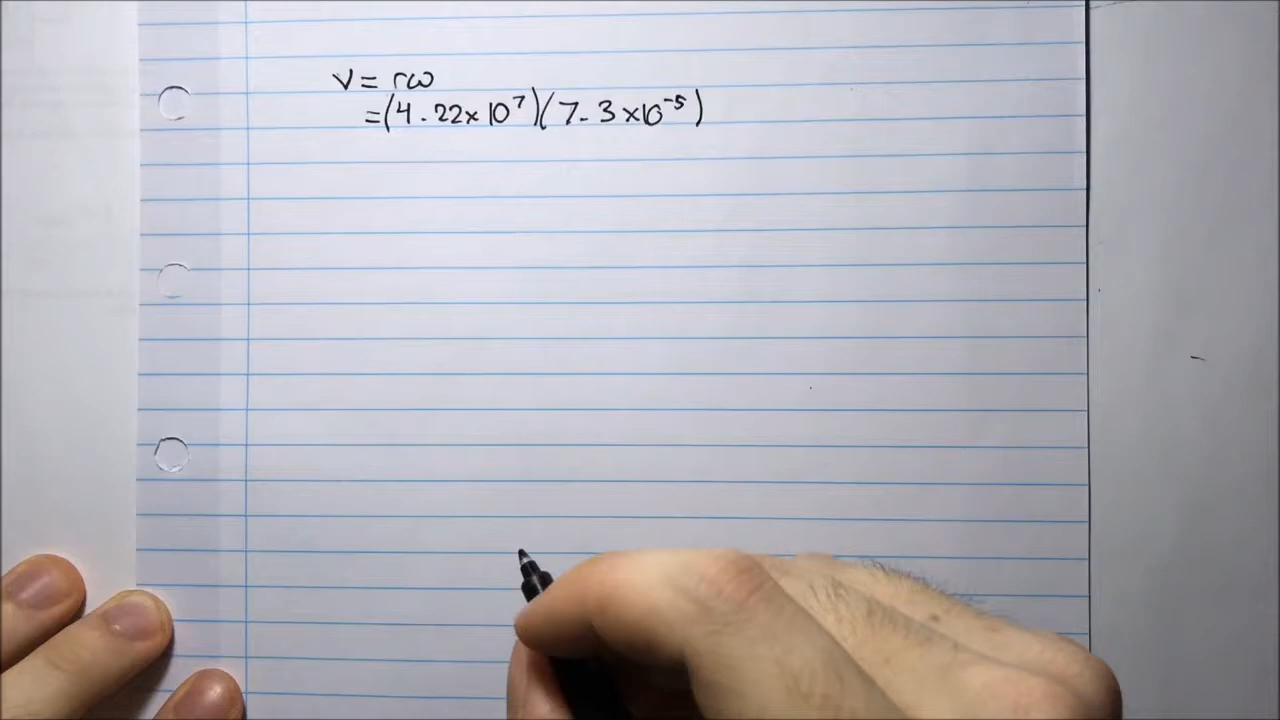 v = rω
=(4.22×10⁷)(7.3×10⁻⁵)